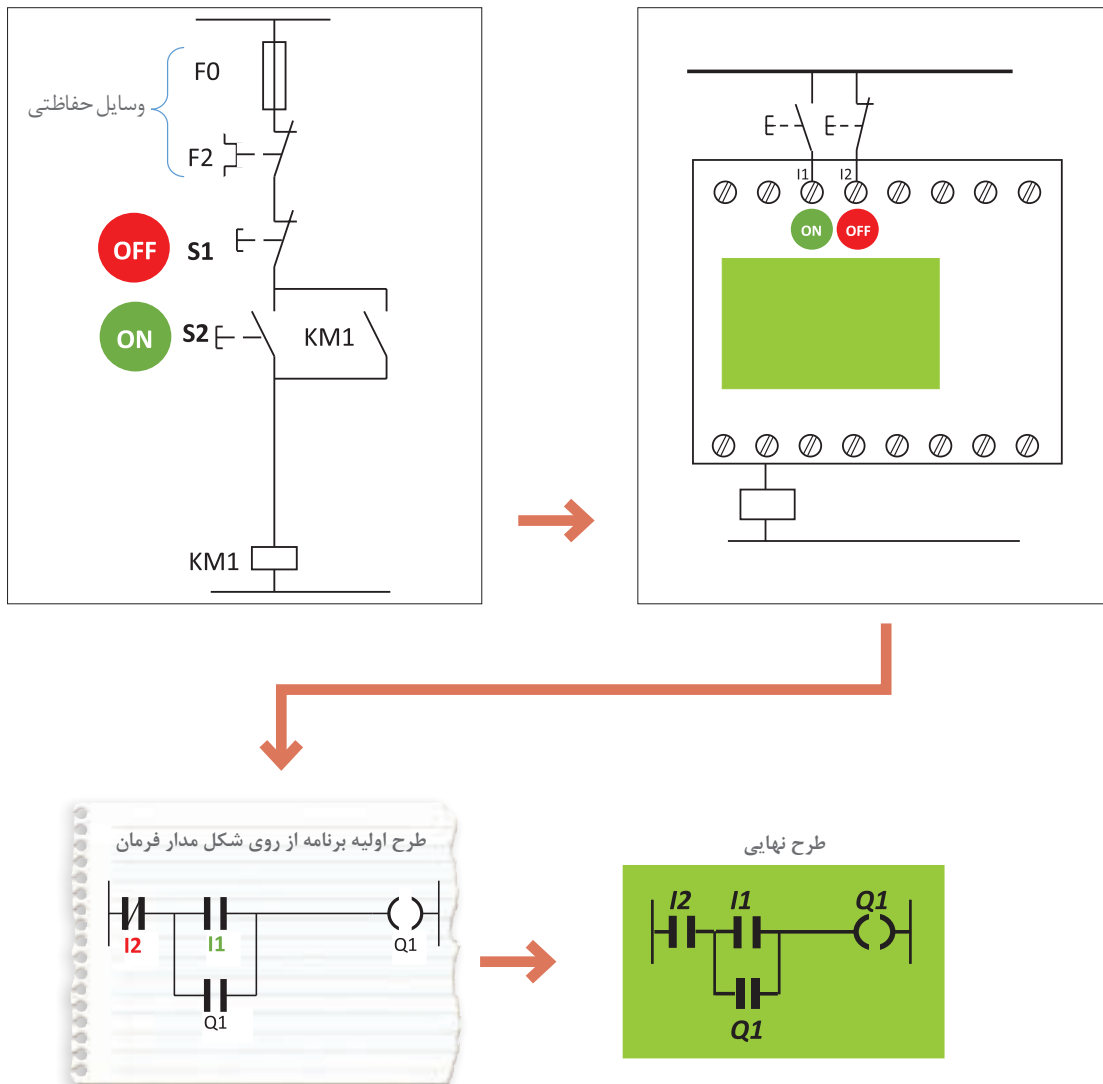 F0
وسایل حفاظتی
F2
OFF S1
ON S2 KM1
KM1
I1 I2
ON OFF
طرح اولیه برنامه از روی شکل مدار فرمان
I2 I1 Q1
Q1
طرح نهایی
I2 I1 Q1
Q1